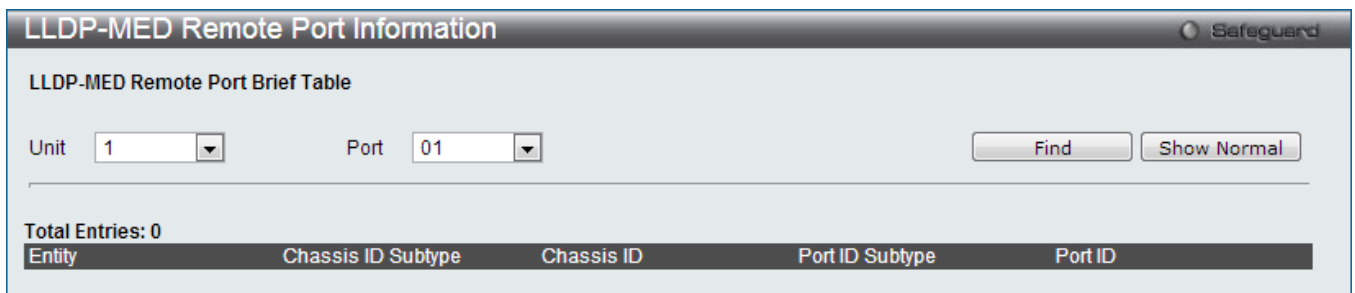 LLDP-MED Remote Port Information Safeguard
LLDP-MED Remote Port Brief Table
Unit 1 Port 01 Find Show Normal
Total Entries: 0
Entity Chassis ID Subtype Chassis ID Port ID Subtype Port ID